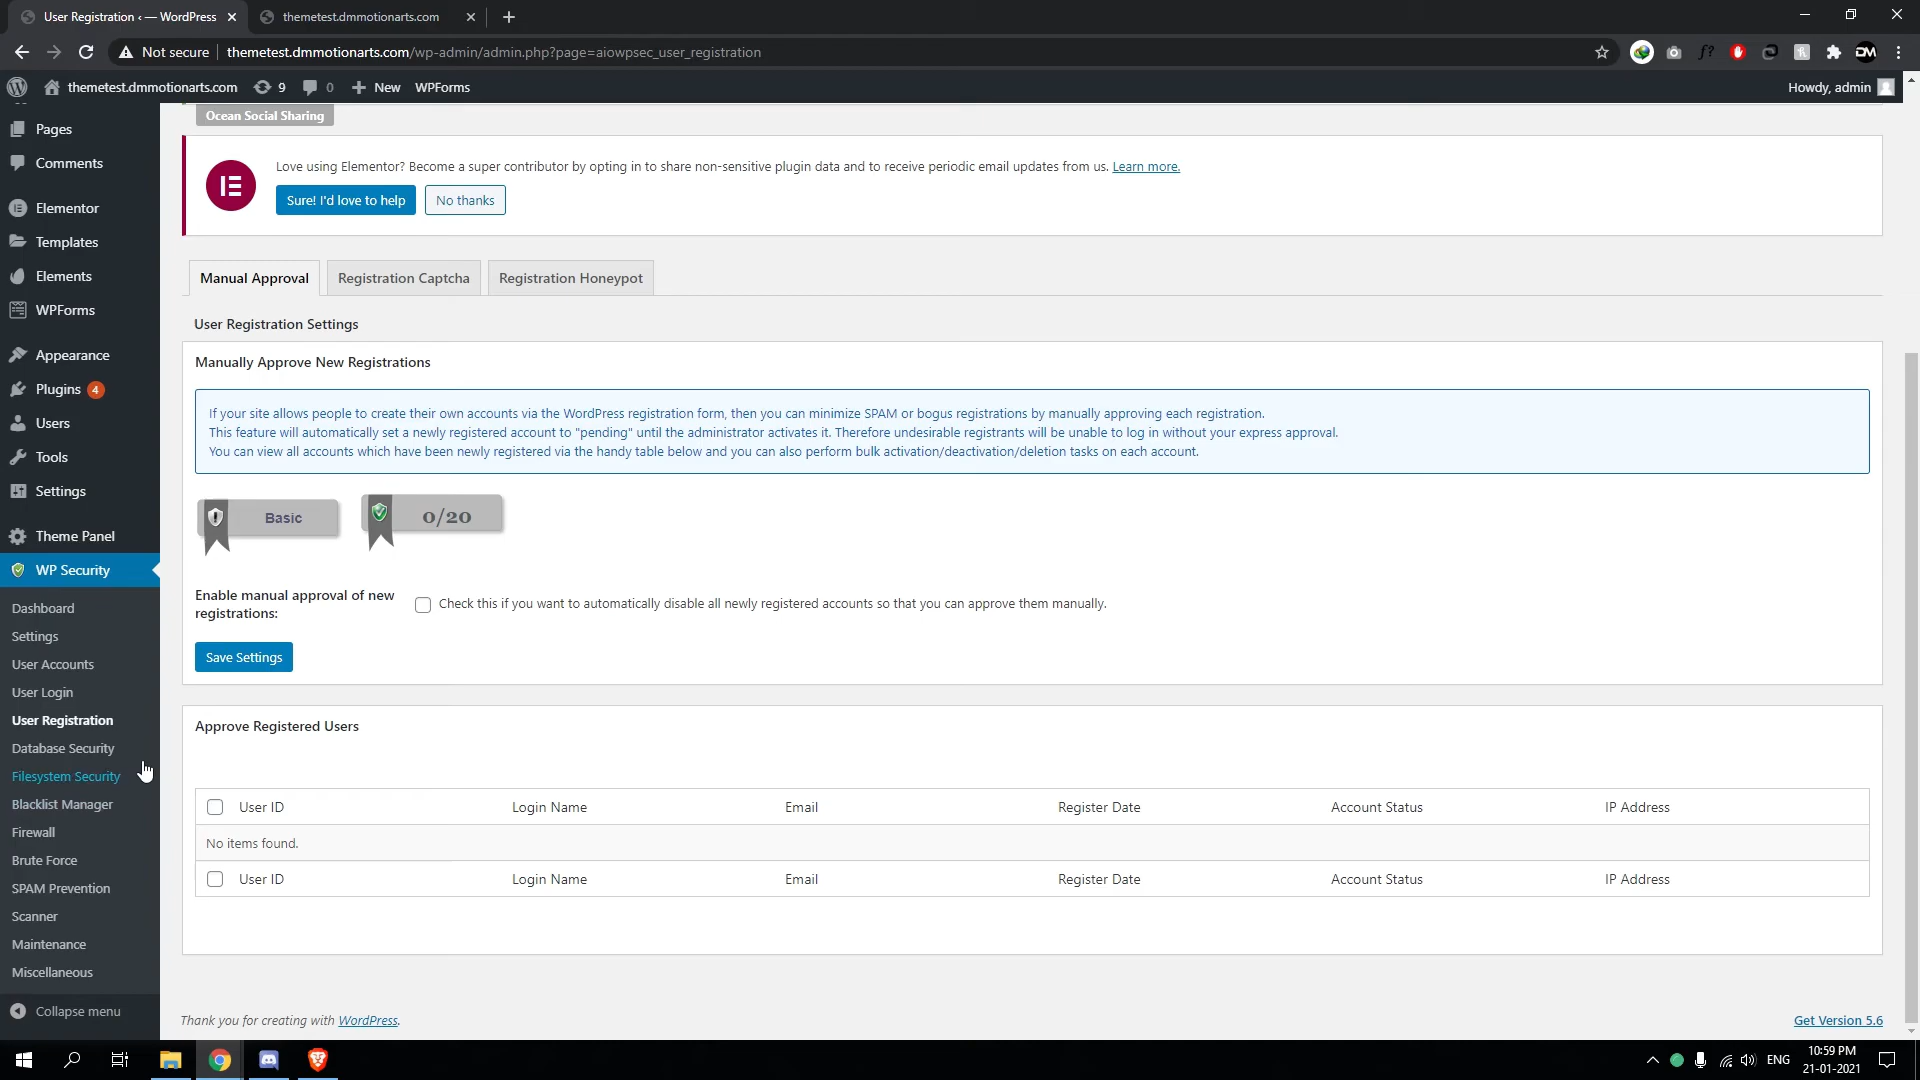 User Registration ‹ — WordPress
themetest.dmmotionarts.com
Not secure
themetest.dmmotionarts.com/wp-admin/admin.php?page=aiowpsec_user_registration
themetest.dmmotionarts.com
9
0
New
WPForms
Howdy, admin
Pages
Comments
Elementor
Templates
Elements
WPForms
Appearance
Plugins 4
Users
Tools
Settings
Theme Panel
WP Security
Dashboard
Settings
User Accounts
User Login
User Registration
Database Security
Filesystem Security
Blacklist Manager
Firewall
Brute Force
SPAM Prevention
Scanner
Maintenance
Miscellaneous
Collapse menu
Ocean Social Sharing
Love using Elementor? Become a super contributor by opting in to share non-sensitive plugin data and to receive periodic email updates from us. Learn more.
Sure! I'd love to help
No thanks
Manual Approval
Registration Captcha
Registration Honeypot
User Registration Settings
Manually Approve New Registrations
If your site allows people to create their own accounts via the WordPress registration form, then you can minimize SPAM or bogus registrations by manually approving each registration.
This feature will automatically set a newly registered account to "pending" until the administrator activates it. Therefore undesirable registrants will be unable to log in without your express approval.
You can view all accounts which have been newly registered via the handy table below and you can also perform bulk activation/deactivation/deletion tasks on each account.
Basic
0/20
Enable manual approval of new
registrations:
Check this if you want to automatically disable all newly registered accounts so that you can approve them manually.
Save Settings
Approve Registered Users
User ID
Login Name
Email
Register Date
Account Status
IP Address
No items found.
User ID
Login Name
Email
Register Date
Account Status
IP Address
Thank you for creating with WordPress.
Get Version 5.6
ENG
10:59 PM
21-01-2021
f?
DM